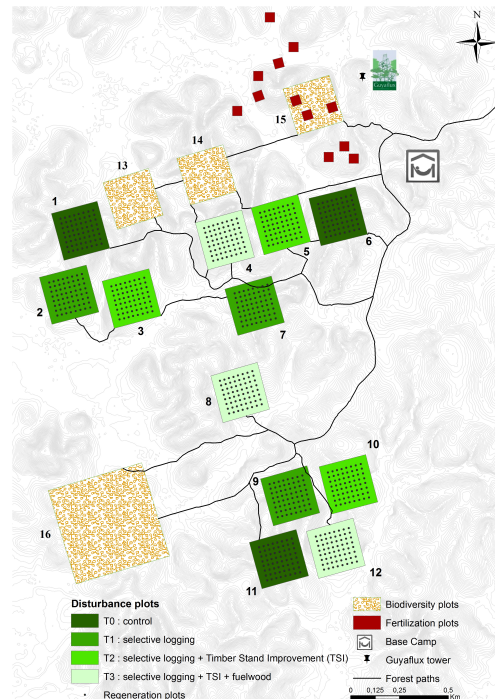 N
Guyaflux
15
14
13
1
6
5
4
2
3
7
8
10
9
16
11
12
Disturbance plots
T0 : control
T1 : selective logging
T2 : selective logging + Timber Stand Improvement (TSI)
T3 : selective logging + TSI + fuelwood
Regeneration plots
Biodiversity plots
Fertilization plots
Base Camp
Guyaflux tower
Forest paths
0 0,125 0,25 0.5
Km